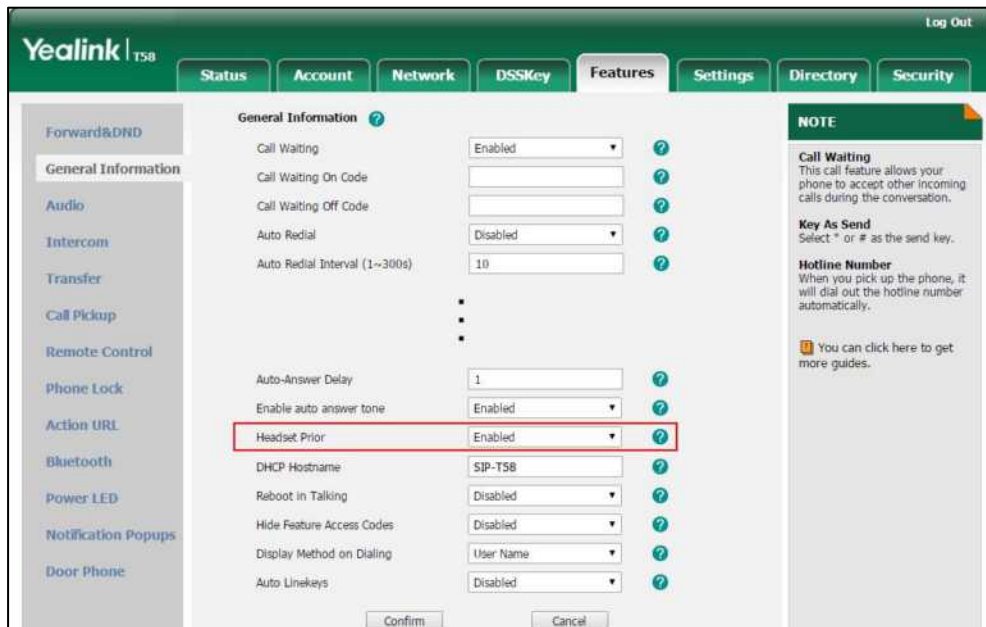 Log Out
Yealink T58
Status Account Network DSSKey Features Settings Directory Security
Forward&DND
General Information
Audio
Intercom
Transfer
Call Pickup
Remote Control
Phone Lock
Action URL
Bluetooth
Power LED
Notification Popups
Door Phone
General Information ?
Call Waiting Enabled ?
Call Waiting On Code ?
Call Waiting Off Code ?
Auto Redial Disabled ?
Auto Redial Interval (1~300s) 10 ?
Auto-Answer Delay 1 ?
Enable auto answer tone Enabled ?
Headset Prior Enabled ?
DHCP Hostname SIP-T58 ?
Reboot in Talking Disabled ?
Hide Feature Access Codes Disabled ?
Display Method on Dialing User Name ?
Auto Linekeys Disabled ?
Confirm Cancel
NOTE
Call Waiting
This call feature allows your
phone to accept other incoming
calls during the conversation.
Key As Send
Select * or # as the send key.
Hotline Number
When you pick up the phone, it
will dial out the hotline number
automatically.
You can click here to get
more guides.